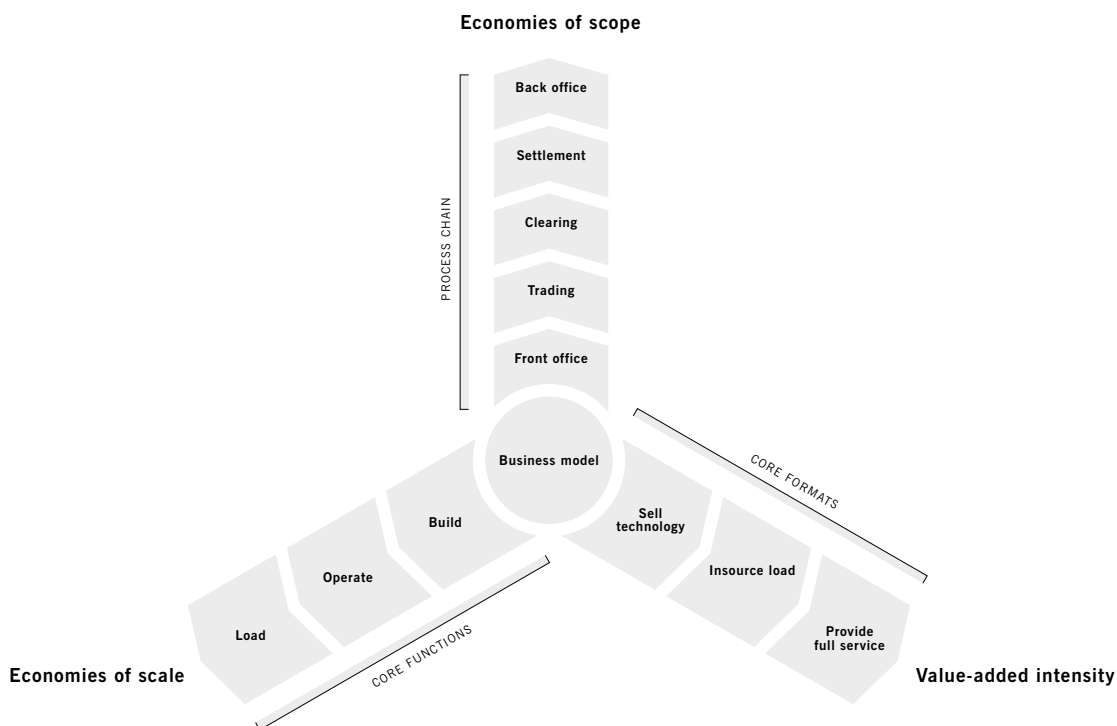 Economies of scope
Back office
Settlement
Clearing
Trading
Front office
PROCESS CHAIN
Business model
Build
Operate
Load
CORE FUNCTIONS
Economies of scale
Sell
technology
Insource load
Provide
full service
CORE FORMATS
Value-added intensity